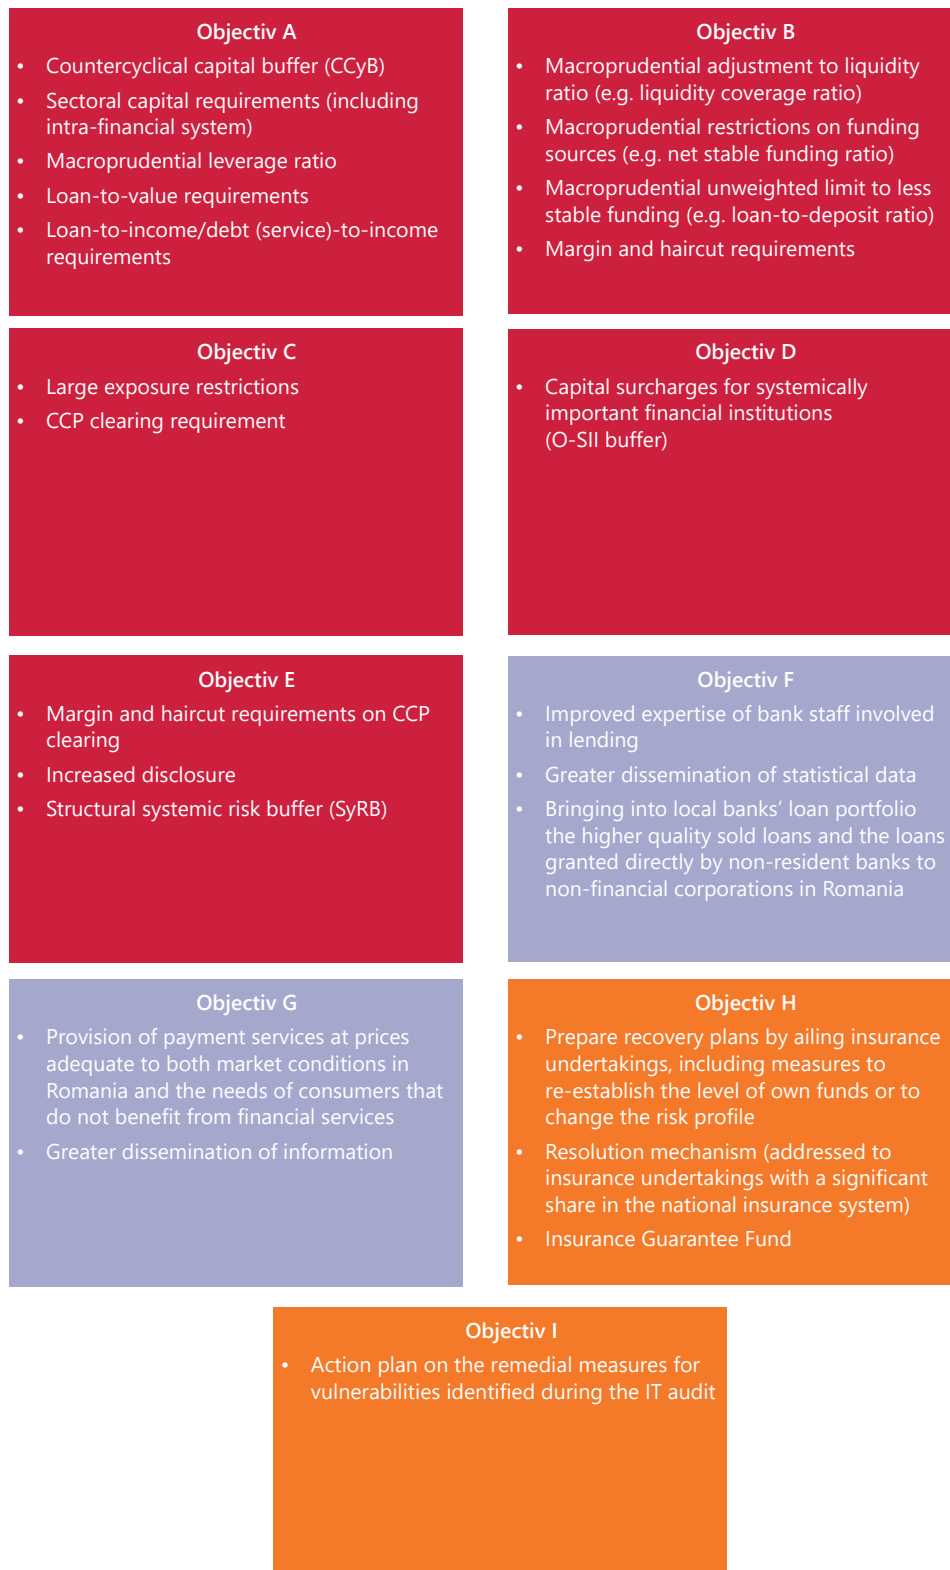 Objectiv A
• Countercyclical capital buffer (CCyB)
• Sectoral capital requirements (including
intra-financial system)
• Macroprudential leverage ratio
• Loan-to-value requirements
• Loan-to-income/debt (service)-to-income
requirements
Objectiv B
• Macroprudential adjustment to liquidity
ratio (e.g. liquidity coverage ratio)
• Macroprudential restrictions on funding
sources (e.g. net stable funding ratio)
• Macroprudential unweighted limit to less
stable funding (e.g. loan-to-deposit ratio)
• Margin and haircut requirements
Objectiv C
• Large exposure restrictions
• CCP clearing requirement
Objectiv D
• Capital surcharges for systemically
important financial institutions
(O-SII buffer)
Objectiv E
• Margin and haircut requirements on CCP
clearing
• Increased disclosure
• Structural systemic risk buffer (SyRB)
Objectiv F
• Improved expertise of bank staff involved
in lending
• Greater dissemination of statistical data
• Bringing into local banks’ loan portfolio
the higher quality sold loans and the loans
granted directly by non-resident banks to
non-financial corporations in Romania
Objectiv G
• Provision of payment services at prices
adequate to both market conditions in
Romania and the needs of consumers that
do not benefit from financial services
• Greater dissemination of information
Objectiv H
• Prepare recovery plans by ailing insurance
undertakings, including measures to
re-establish the level of own funds or to
change the risk profile
• Resolution mechanism (addressed to
insurance undertakings with a significant
share in the national insurance system)
• Insurance Guarantee Fund
Objectiv I
• Action plan on the remedial measures for
vulnerabilities identified during the IT audit